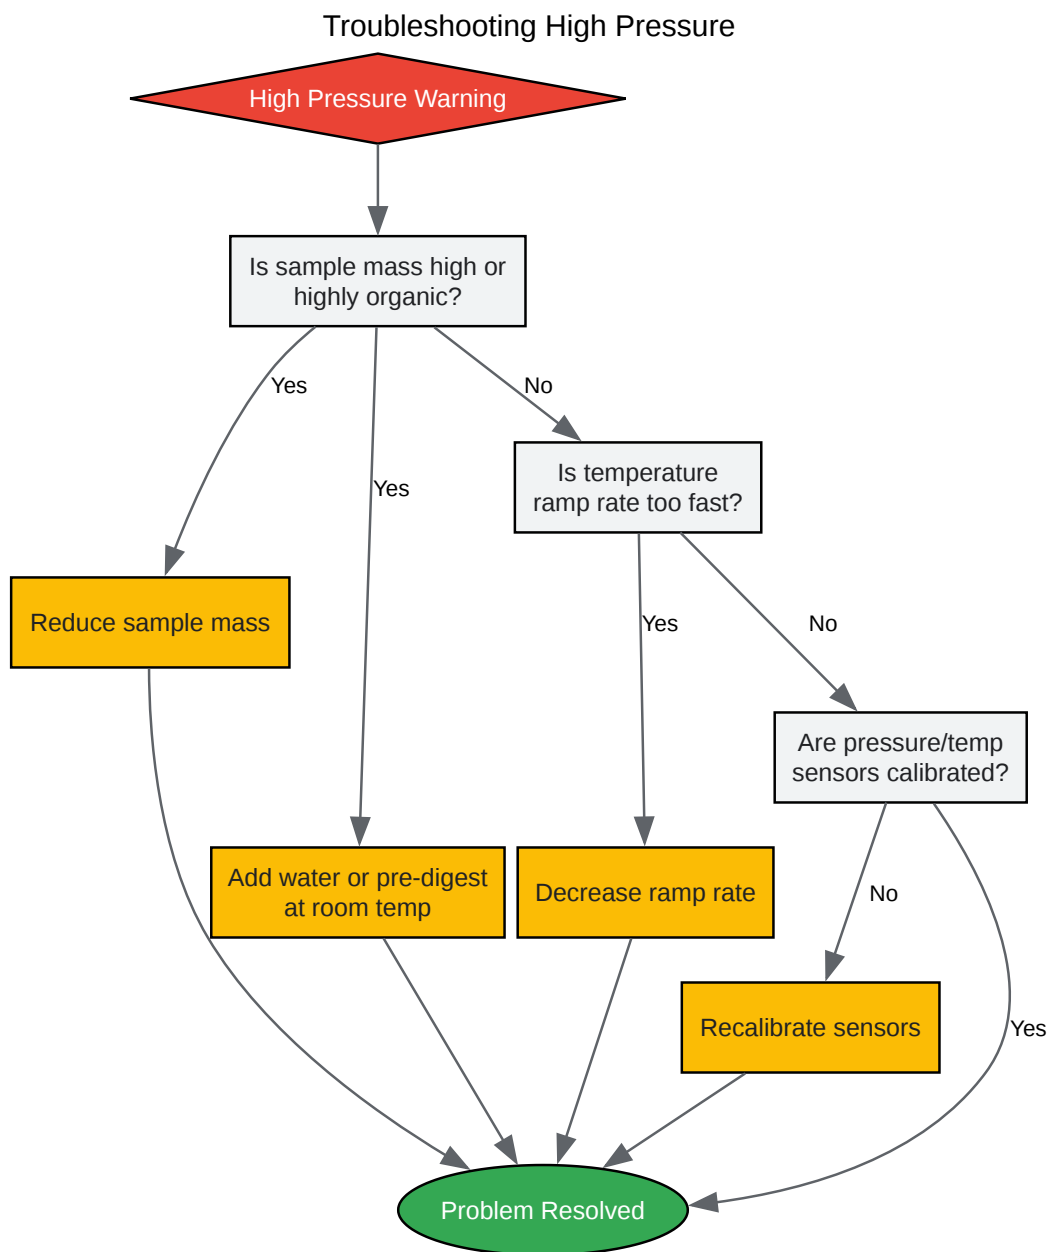 Troubleshooting High Pressure
High Pressure Warning
Is sample mass high or
highly organic?
Yes
No
Is temperature
ramp rate too fast?
Yes
Reduce sample mass
Yes
No
Are pressure/temp
sensors calibrated?
Add water or pre-digest
at room temp
Decrease ramp rate
No
Recalibrate sensors
Yes
Problem Resolved